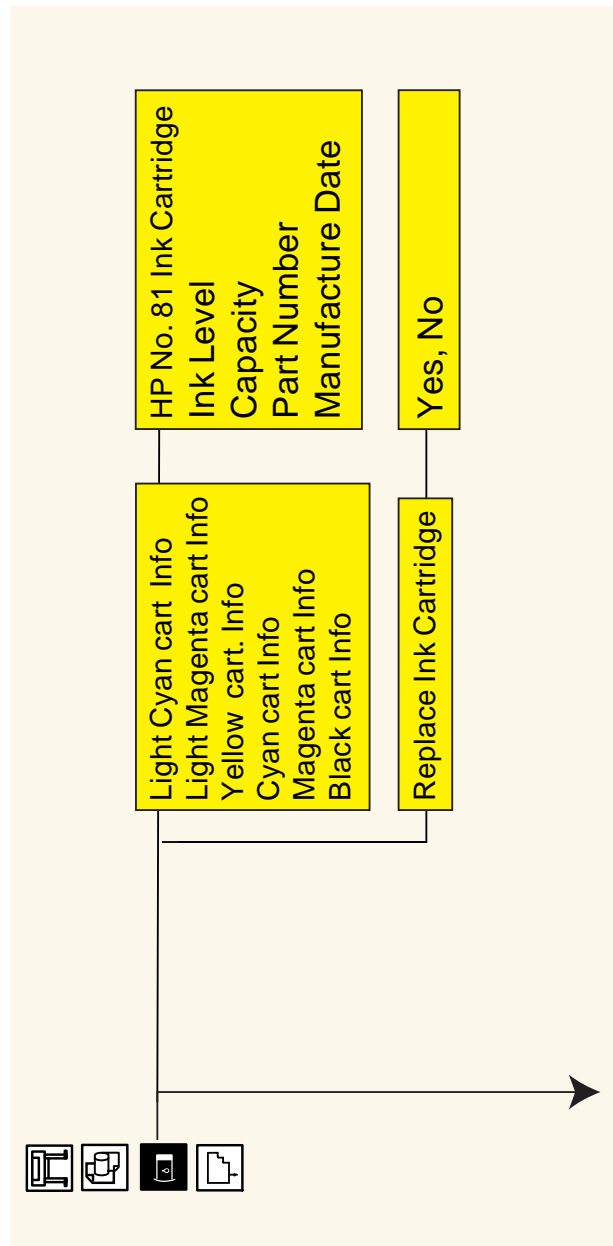 Light Cyan cart Info
Light Magenta cart Info
Yellow cart. Info
Cyan cart Info
Magenta cart Info
Black cart Info
HP No. 81 Ink Cartridge
Ink Level
Capacity
Part Number
Manufacture Date
Replace Ink Cartridge
Yes, No